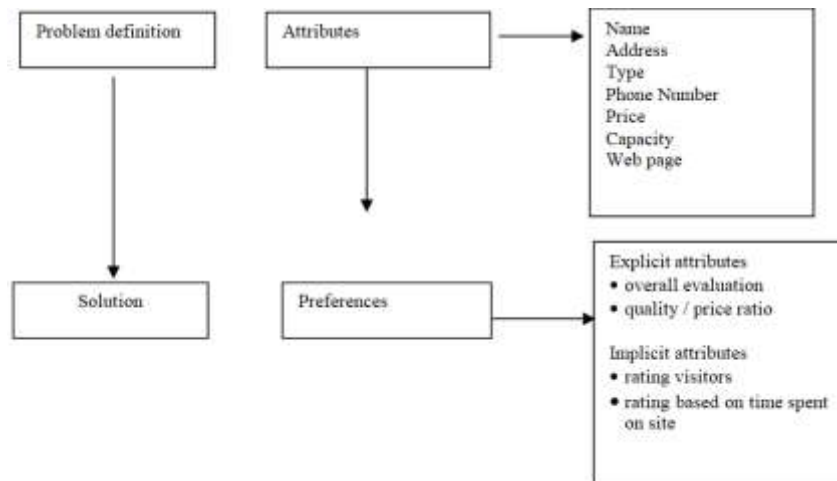 Problem definition
Attributes
Name
Address
Type
Phone Number
Price
Capacity
Web page
Solution
Preferences
Explicit attributes
• overall evaluation
• quality / price ratio
Implicit attributes
• rating visitors
• rating based on time spent
on site